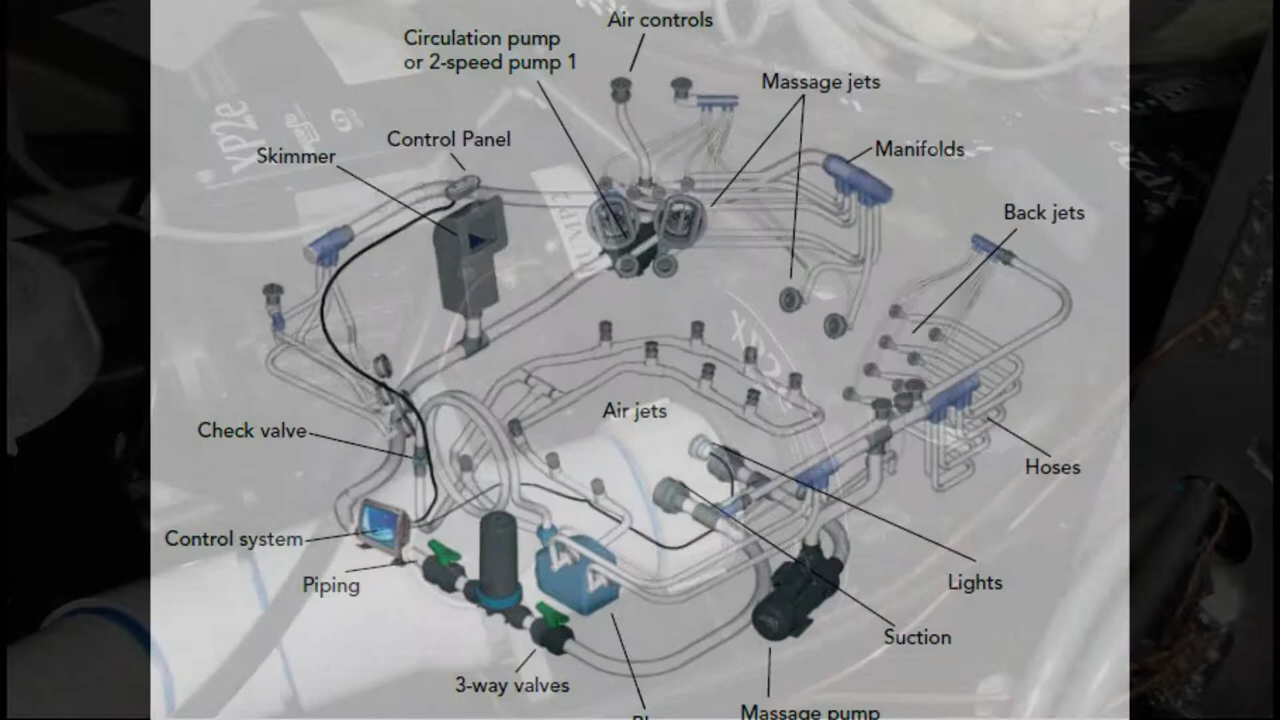 Air controls
Circulation pump
or 2-speed pump 1
Massage jets
Control Panel
Manifolds
Skimmer
Back jets
Air jets
Check valve
Hoses
Control system
Piping
Lights
Suction
3-way valves
Massage pump
XP2e